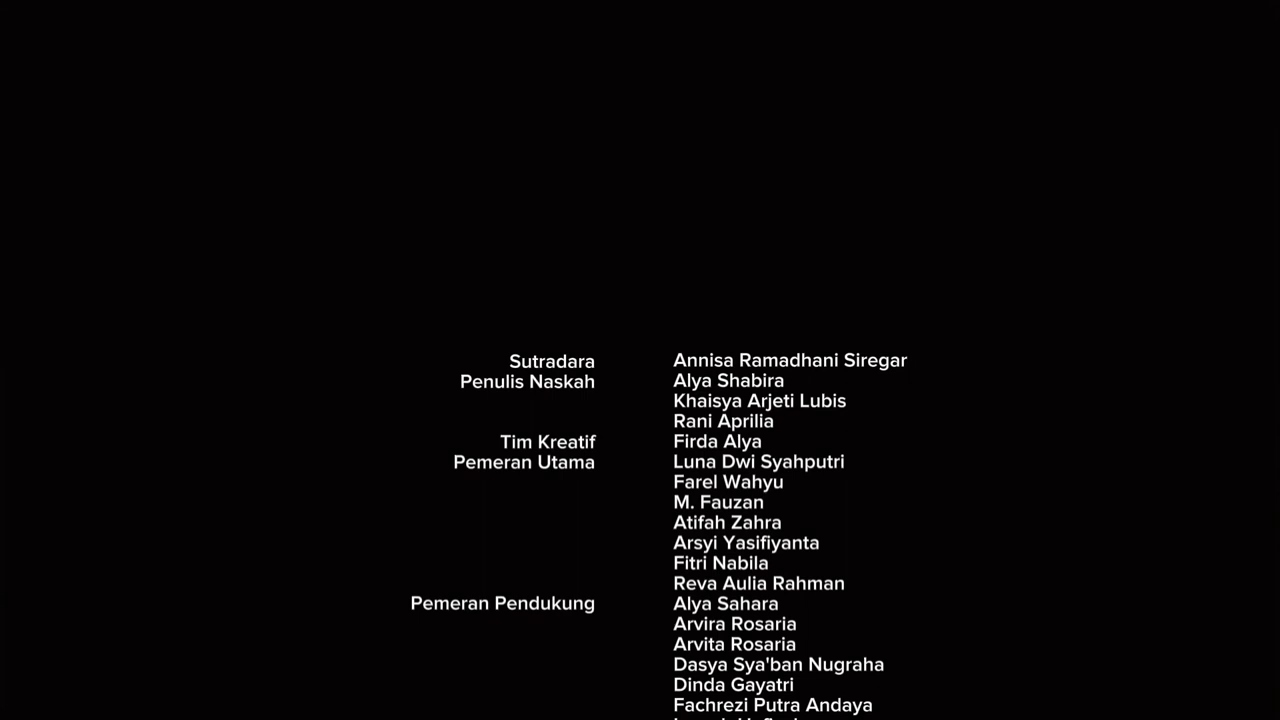 Sutradara Annisa Ramadhani Siregar
Penulis Naskah Alya Shabira
Khaisya Arjeti Lubis
Rani Aprilia
Tim Kreatif Firda Alya
Pemeran Utama Luna Dwi Syahputri
Farel Wahyu
M. Fauzan
Atifah Zahra
Arsyi Yasifiyanta
Fitri Nabila
Reva Aulia Rahman
Pemeran Pendukung Alya Sahara
Arvira Rosaria
Arvita Rosaria
Dasya Sya'ban Nugraha
Dinda Gayatri
Fachrezi Putra Andaya